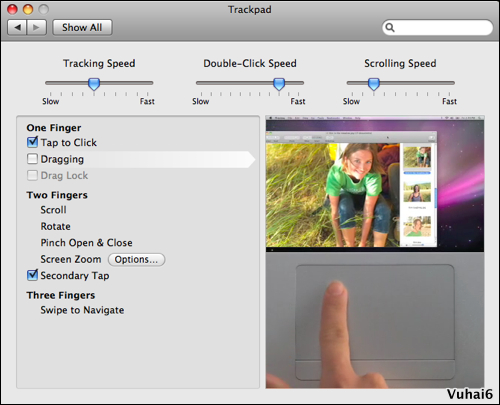 Trackpad
Show All
Tracking Speed
Double-Click Speed
Scrolling Speed
Slow Fast
Slow Fast
Slow Fast
One Finger
Tap to Click
Dragging
Drag Lock
Two Fingers
Scroll
Rotate
Pinch Open & Close
Screen Zoom Options...
Secondary Tap
Three Fingers
Swipe to Navigate
Vuhai6